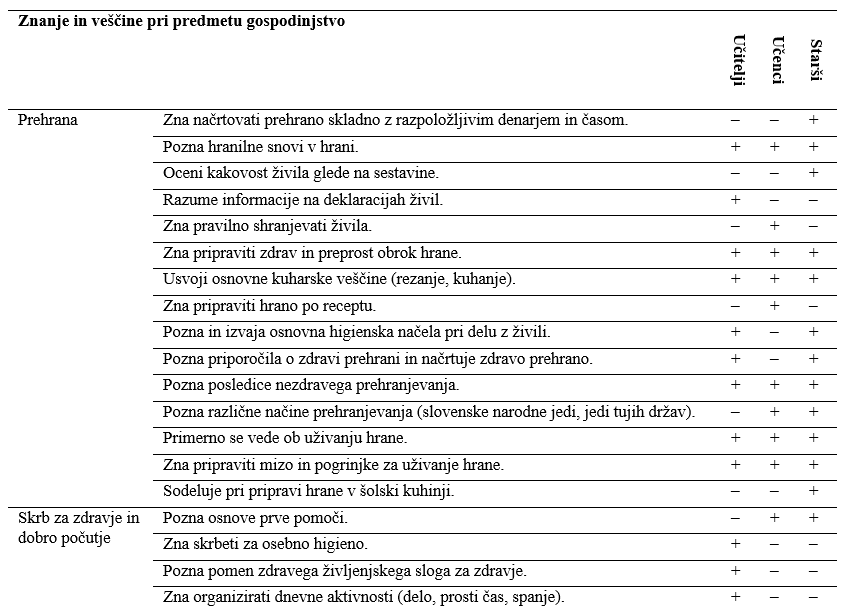 Znanje in veščine pri predmetu gospodinjstvo
Učitelji Učenci Starši
Prehrana Zna načrtovati prehrano skladno z razpoložljivim denarjem in časom. – – +
Pozna hranilne snovi v hrani. + + +
Oceni kakovost živila glede na sestavine. – – +
Razume informacije na deklaracijah živil. + – –
Zna pravilno shranjevati živila. – + –
Zna pripraviti zdrav in preprost obrok hrane. + + +
Usvoji osnovne kuharske veščine (rezanje, kuhanje). + + +
Zna pripraviti hrano po receptu. – + –
Pozna in izvaja osnovna higienska načela pri delu z živili. + – +
Pozna priporočila o zdravi prehrani in načrtuje zdravo prehrano. + – +
Pozna posledice nezdravega prehranjevanja. + + +
Pozna različne načine prehranjevanja (slovenske narodne jedi, jedi tujih držav). – + +
Primerno se vede ob uživanju hrane. + + +
Zna pripraviti mizo in pogrinjke za uživanje hrane. + + +
Sodeluje pri pripravi hrane v šolski kuhinji. – – +
Skrb za zdravje in Pozna osnove prve pomoči. – + +
dobro počutje Zna skrbeti za osebno higieno. + – –
Pozna pomen zdravega življenjskega sloga za zdravje. + – –
Zna organizirati dnevne aktivnosti (delo, prosti čas, spanje). + – –